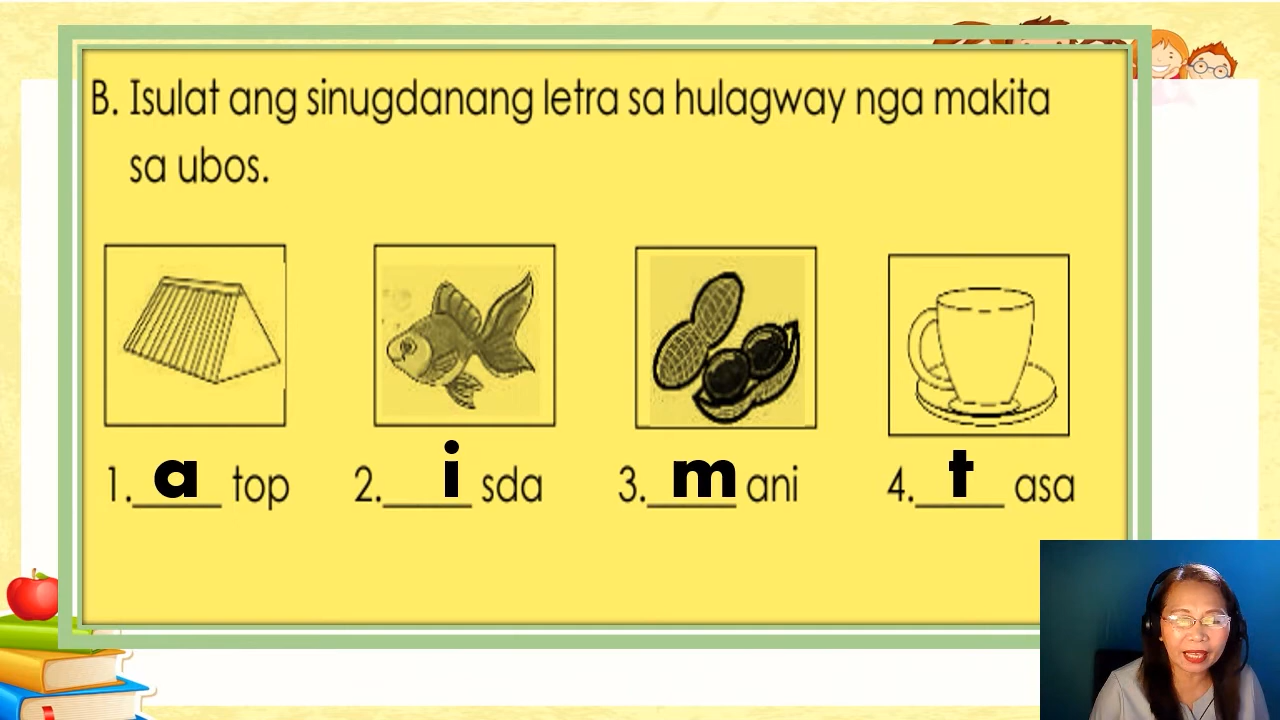 B. Isulat ang sinugdanang letra sa hulagway nga makita
sa ubos.
1. a top 2. i sda 3. m ani 4. t asa